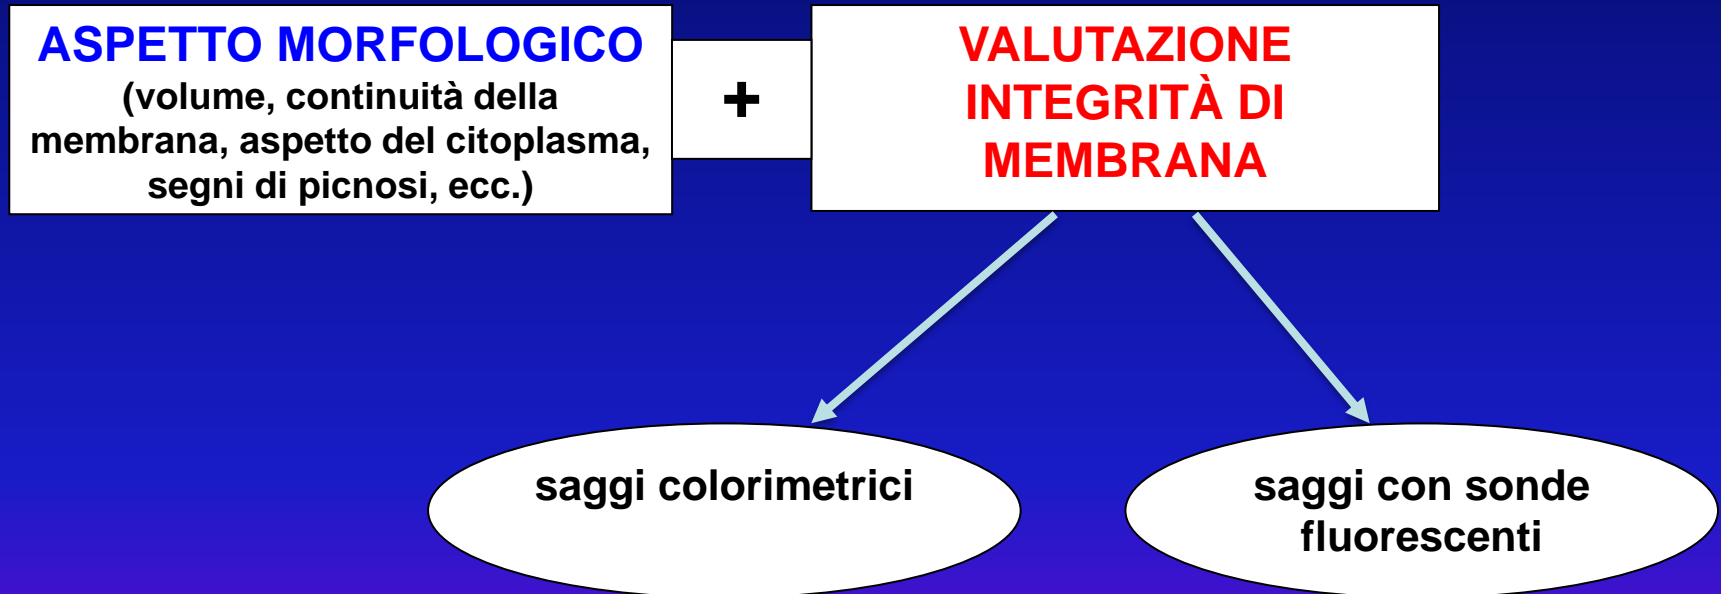 ASPETTO MORFOLOGICO
(volume, continuità della
membrana, aspetto del citoplasma,
segni di picnosi, ecc.)
+
VALUTAZIONE
INTEGRITÀ DI
MEMBRANA
saggi colorimetrici
saggi con sonde
fluorescenti